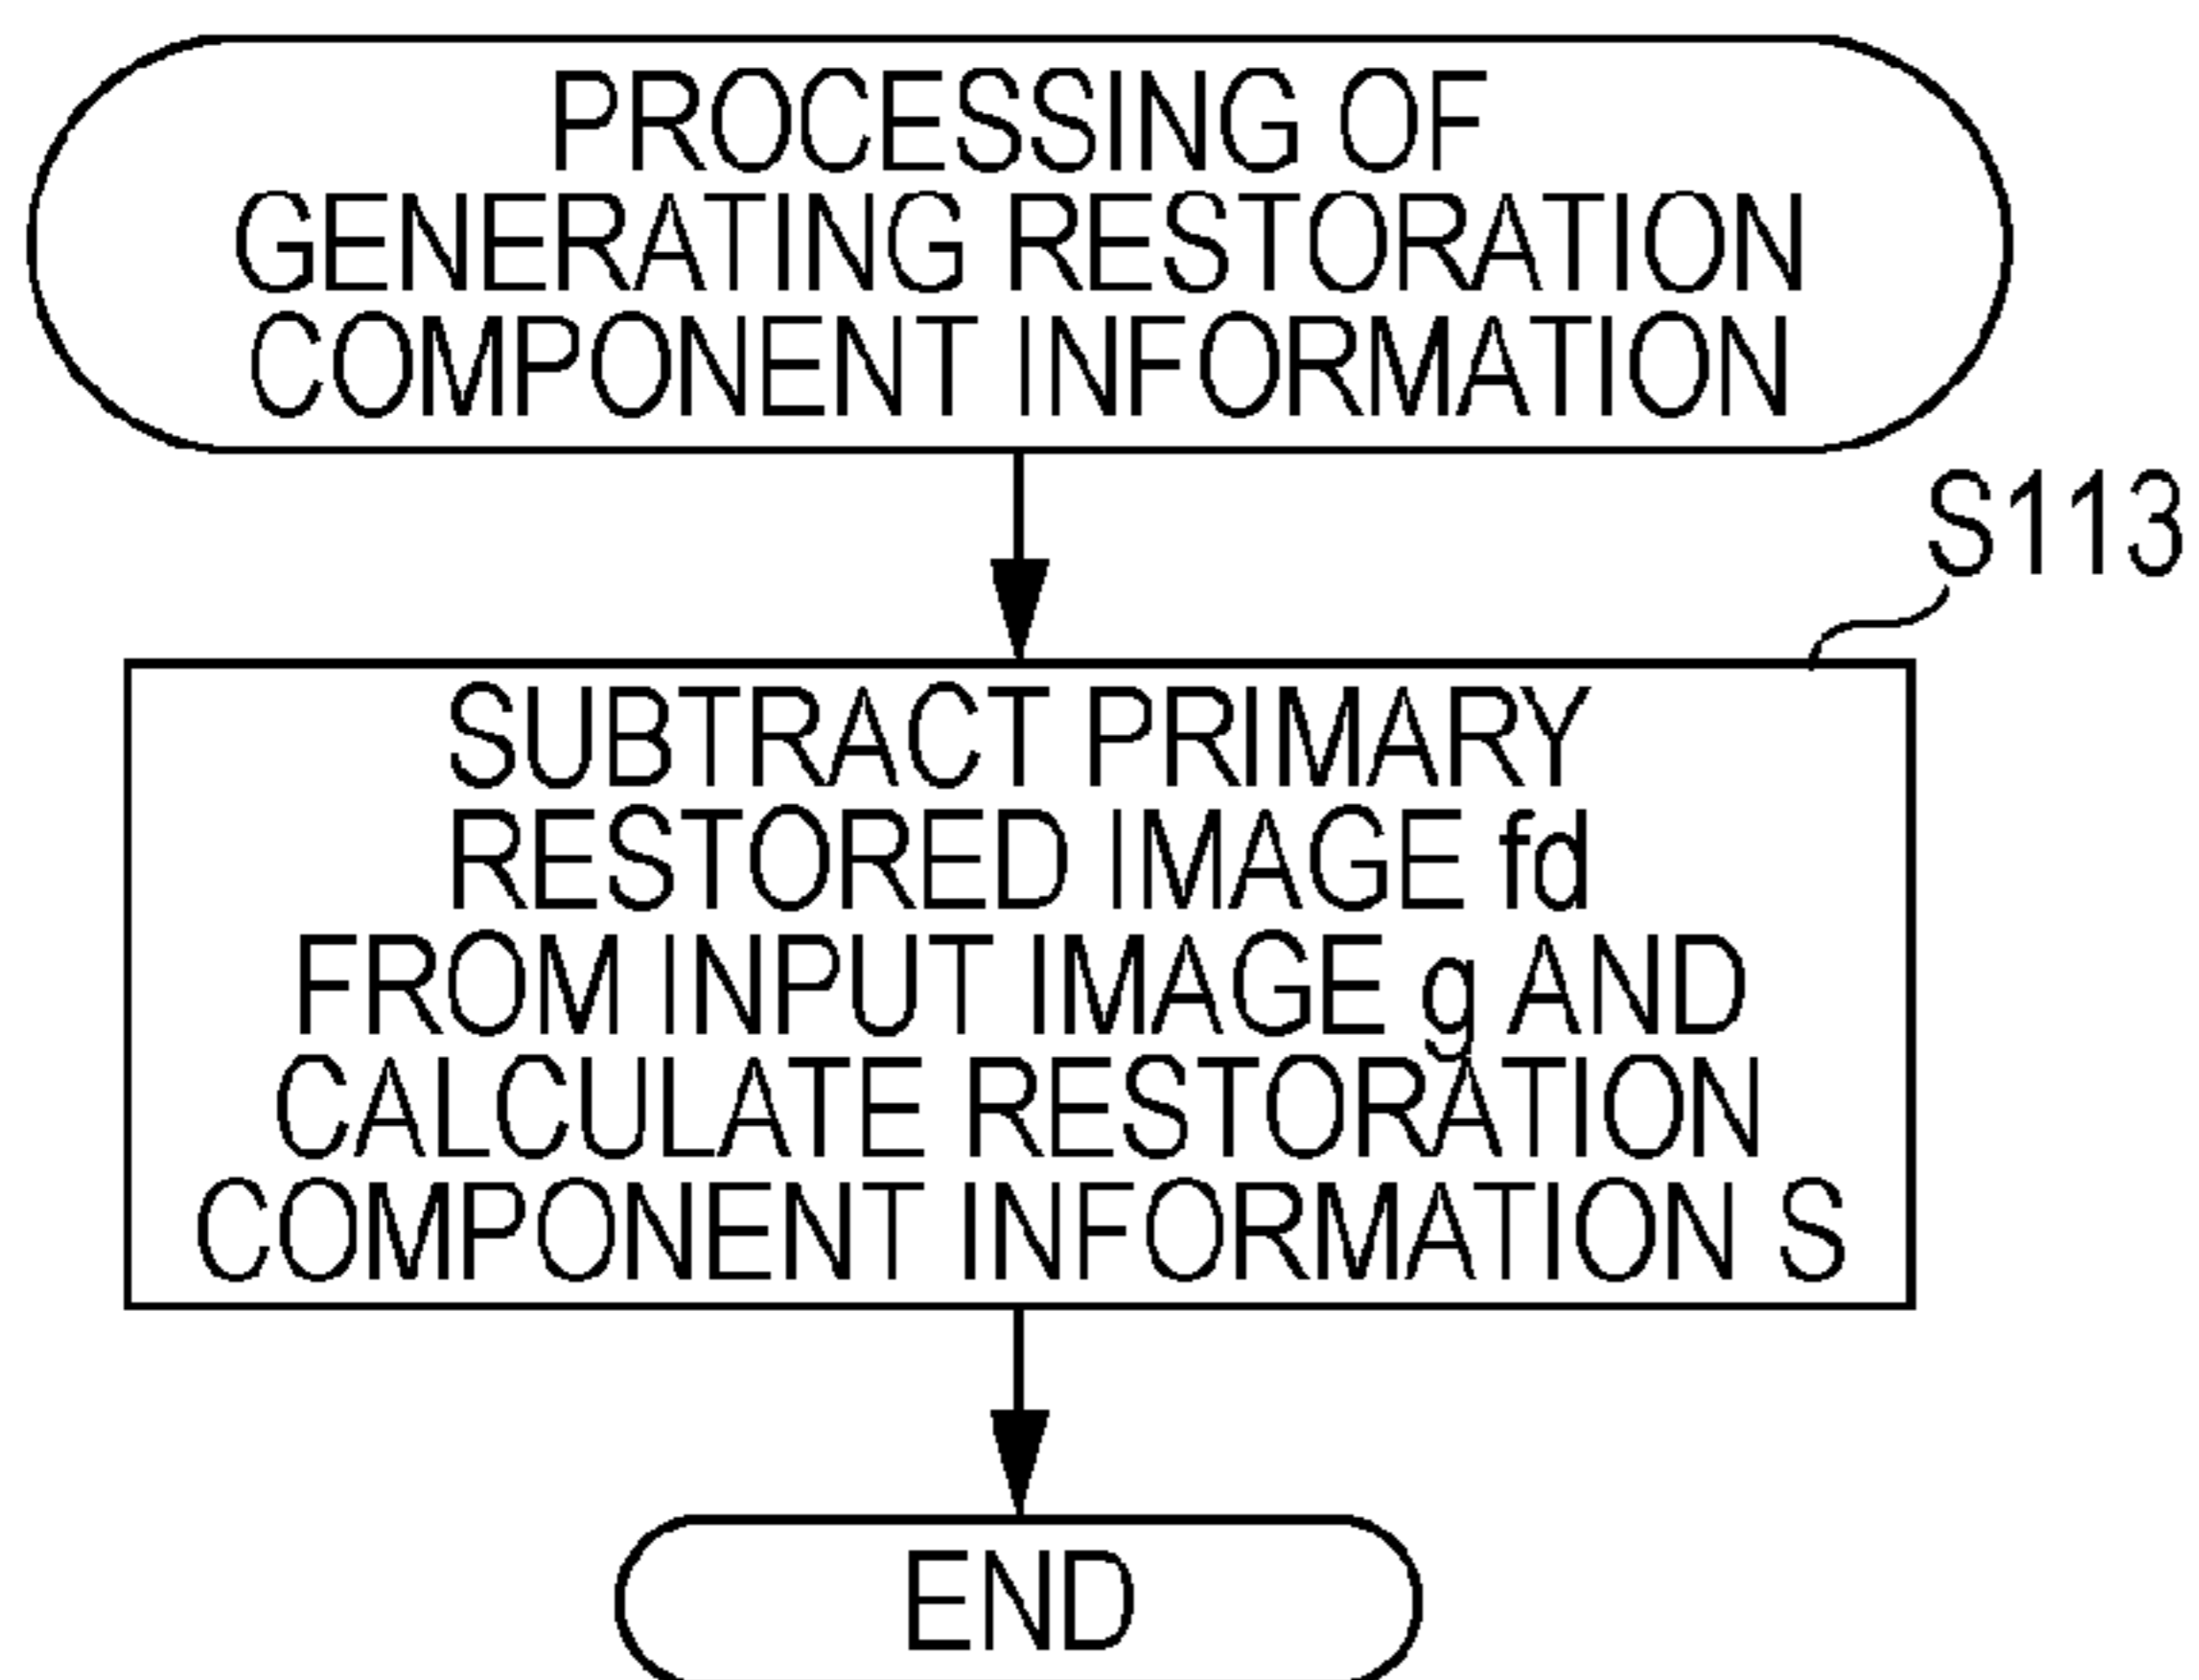 PROCESSING OF
GENERATING RESTORATION
COMPONENT INFORMATION
S113
SUBTRACT PRIMARY
RESTORED IMAGE fd
FROM INPUT IMAGE g AND
CALCULATE RESTORATION
COMPONENT INFORMATION S
END